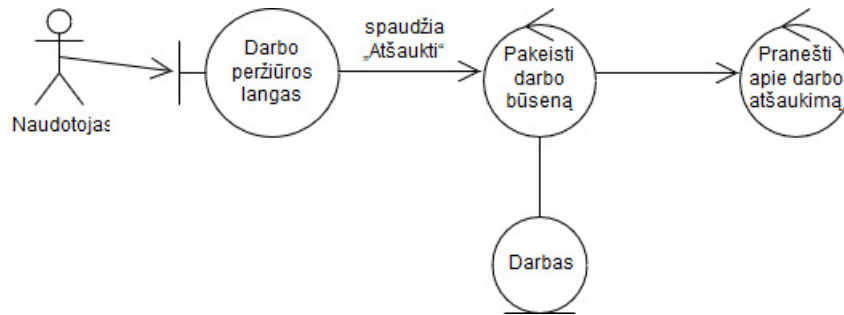 Naudotojas
Darbo
peržiūros
langas
spaudžia
„Atšaukti“
Pakeisti
darbo
būseną
Pranešti
apie darbo
atšaukimą
Darbas